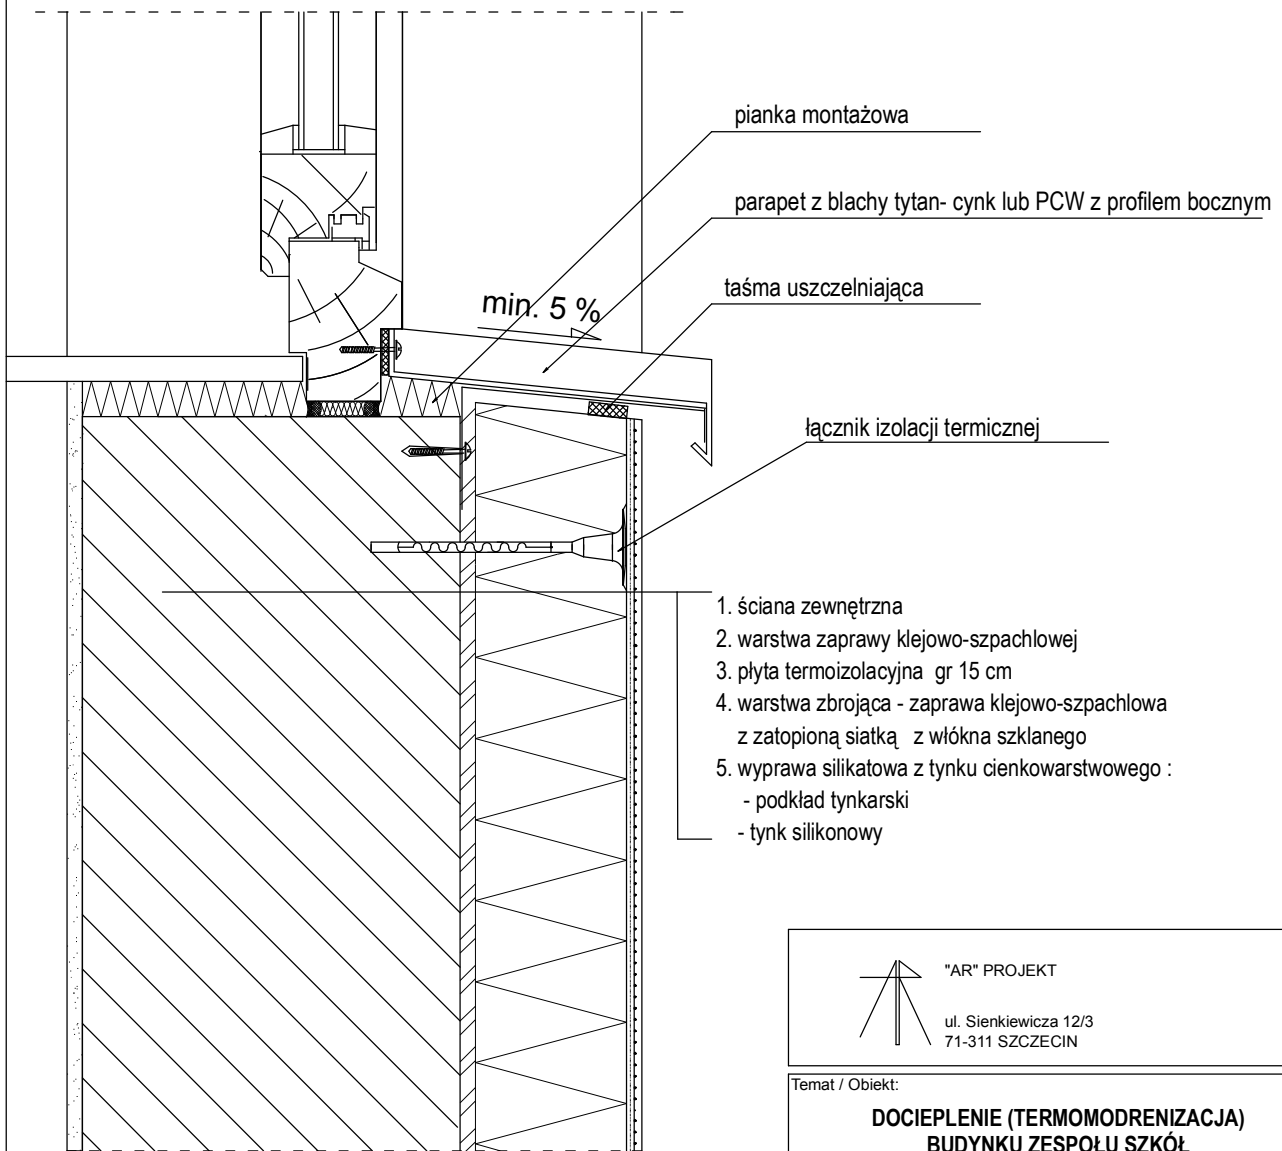 pianka montażowa
parapet z blachy tytan- cynk lub PCW z profilem bocznym
taśma uszczelniająca
min. 5 %
łącznik izolacji termicznej
1. ściana zewnętrzna
2. warstwa zaprawy klejowo-szpachlowej
3. płyta termoizolacyjna gr 15 cm
4. warstwa zbrojąca - zaprawa klejowo-szpachlowa
z zatopioną siatką z włókna szklanego
5. wyprawa silikatowa z tynku cienkowarstwowego :
- podkład tynkarski
- tynk silikonowy
"AR" PROJEKT
ul. Sienkiewicza 12/3
71-311 SZCZECIN
Temat / Obiekt:
DOCIEPLENIE (TERMOMODRENIZACJA)
BUDYNKU ZESPOŁU SZKÓŁ